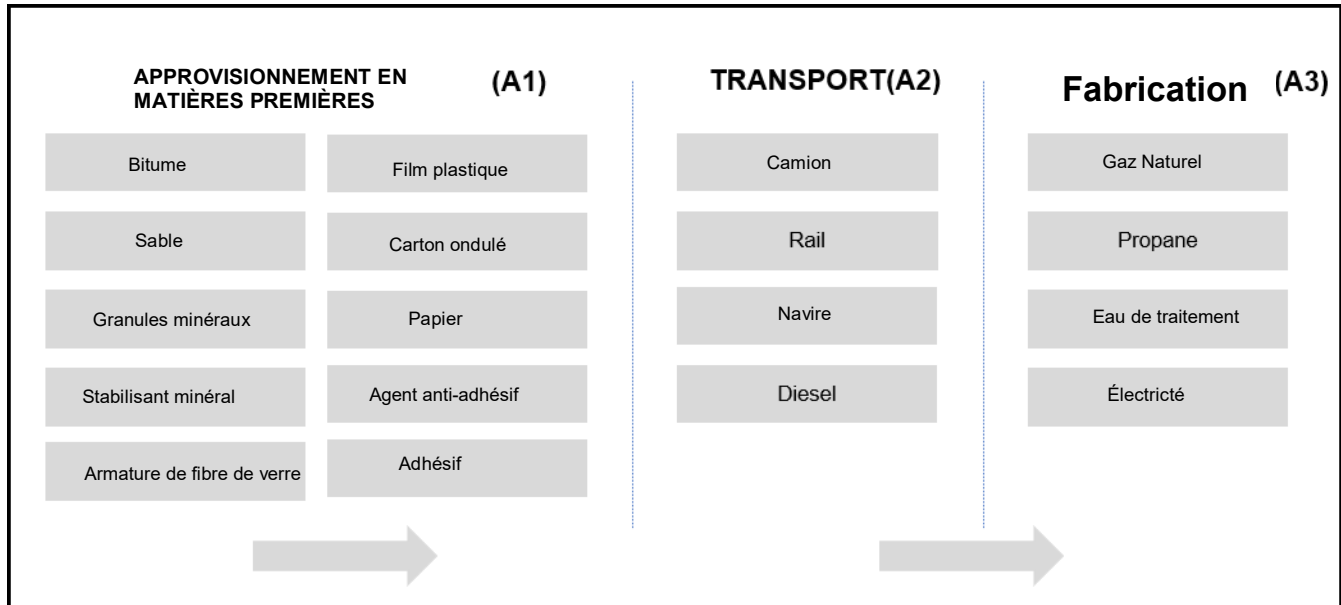 APPROVISIONNEMENT EN
MATIÈRES PREMIÈRES
(A1)
Bitume
Film plastique
Sable
Carton ondulé
Granules minéraux
Papier
Stabilisant minéral
Agent anti-adhésif
Armature de fibre de verre
Adhésif
TRANSPORT(A2)
Camion
Rail
Navire
Diesel
Fabrication (A3)
Gaz Naturel
Propane
Eau de traitement
Électricté